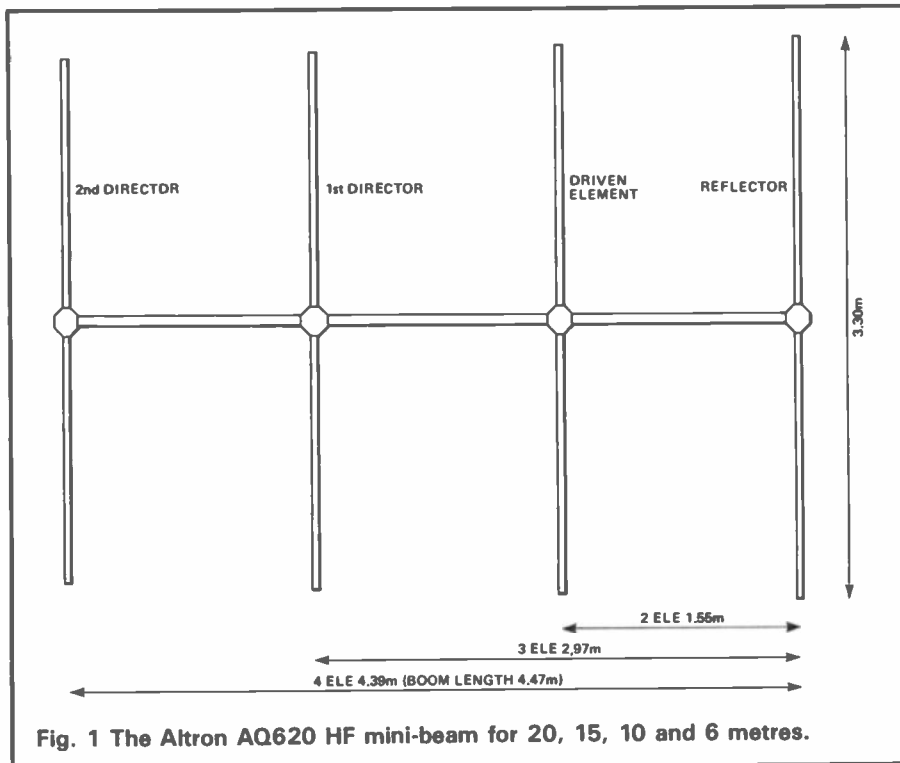 2nd DIRECTOR
1st DIRECTOR
DRIVEN
ELEMENT
REFLECTOR
3.30m
2 ELE 1.55m
3 ELE 2,97m
4 ELE 4.39m (BOOM LENGTH 4.47m)
Fig. 1 The Altron AQ620 HF mini-beam for 20, 15, 10 and 6 metres.